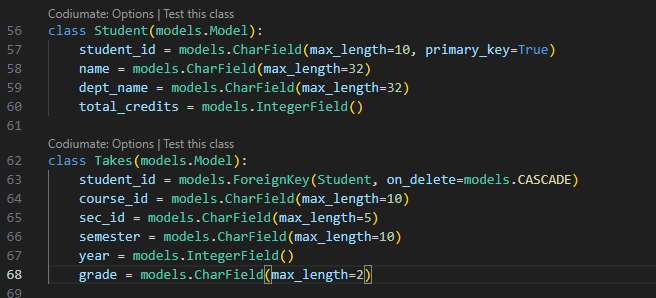 Codiumate: Options | Test this class
56 class Student(models.Model):
57     student_id = models.CharField(max_length=10, primary_key=True)
58     name = models.CharField(max_length=32)
59     dept_name = models.CharField(max_length=32)
60     total_credits = models.IntegerField()
61
Codiumate: Options | Test this class
62 class Takes(models.Model):
63     student_id = models.ForeignKey(Student, on_delete=models.CASCADE)
64     course_id = models.CharField(max_length=10)
65     sec_id = models.CharField(max_length=5)
66     semester = models.CharField(max_length=10)
67     year = models.IntegerField()
68     grade = models.CharField(max_length=2)
69